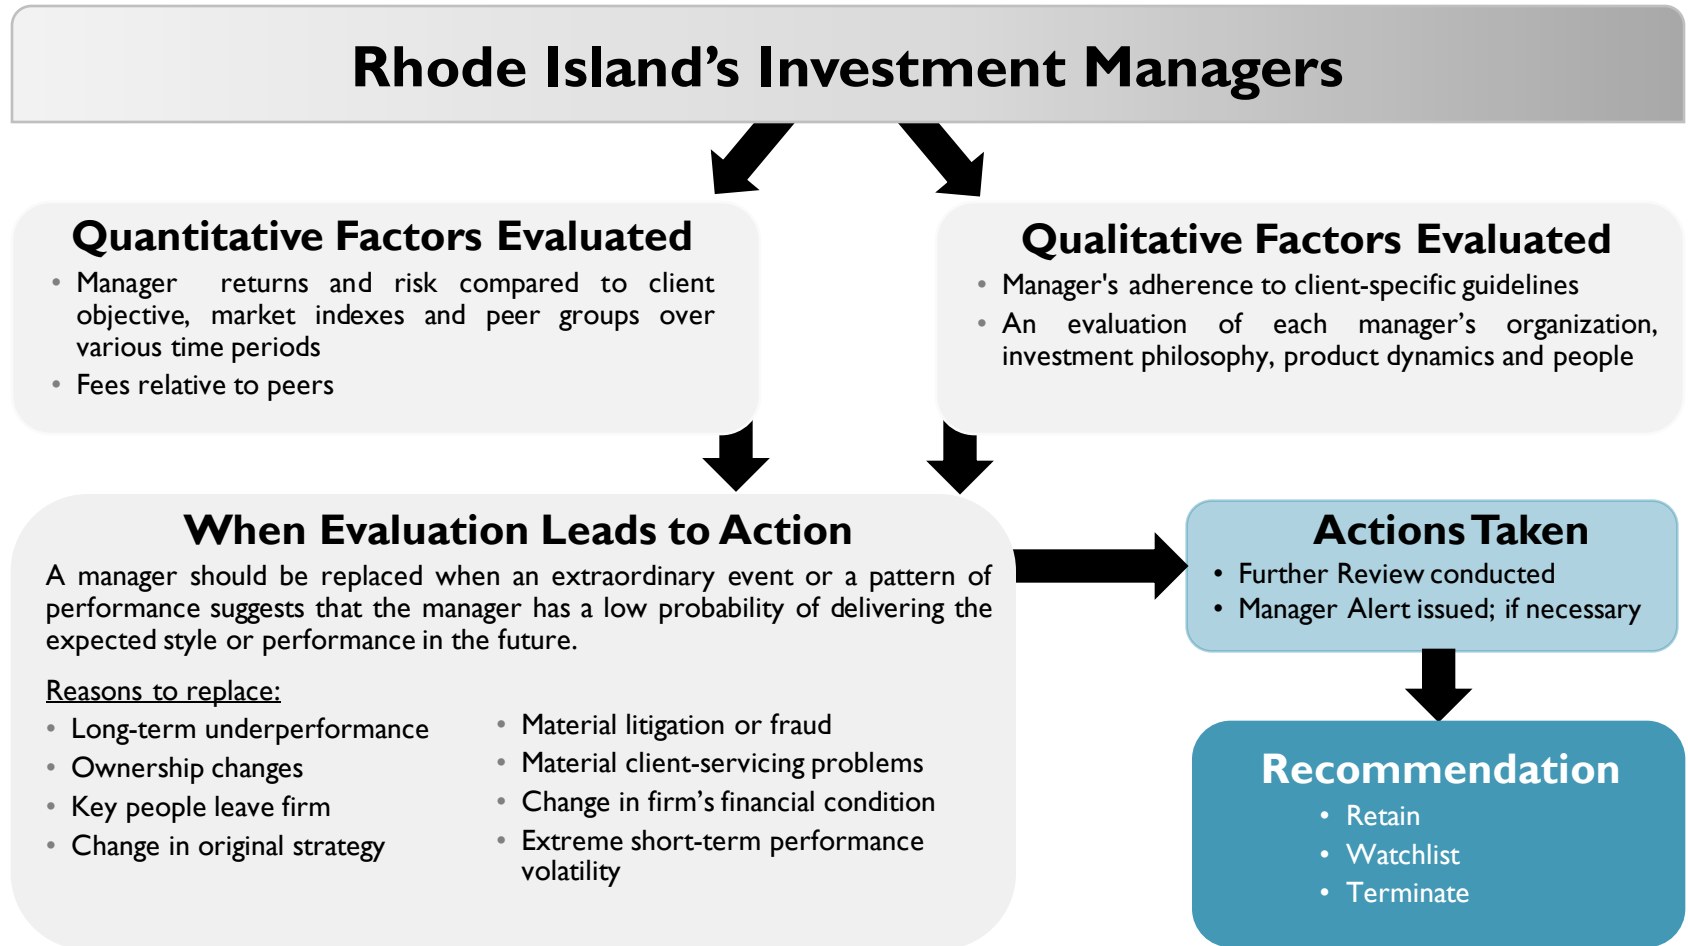 Rhode Island’s Investment Managers
Quantitative Factors Evaluated
• Manager returns and risk compared to client
objective, market indexes and peer groups over
various time periods
• Fees relative to peers
Qualitative Factors Evaluated
• Manager's adherence to client-specific guidelines
• An evaluation of each manager’s organization,
investment philosophy, product dynamics and people
When Evaluation Leads to Action
A manager should be replaced when an extraordinary event or a pattern of
performance suggests that the manager has a low probability of delivering the
expected style or performance in the future.
Reasons to replace:
• Long-term underperformance
• Ownership changes
• Key people leave firm
• Change in original strategy
• Material litigation or fraud
• Material client-servicing problems
• Change in firm’s financial condition
• Extreme short-term performance
volatility
Actions Taken
• Further Review conducted
• Manager Alert issued; if necessary
Recommendation
• Retain
• Watchlist
• Terminate